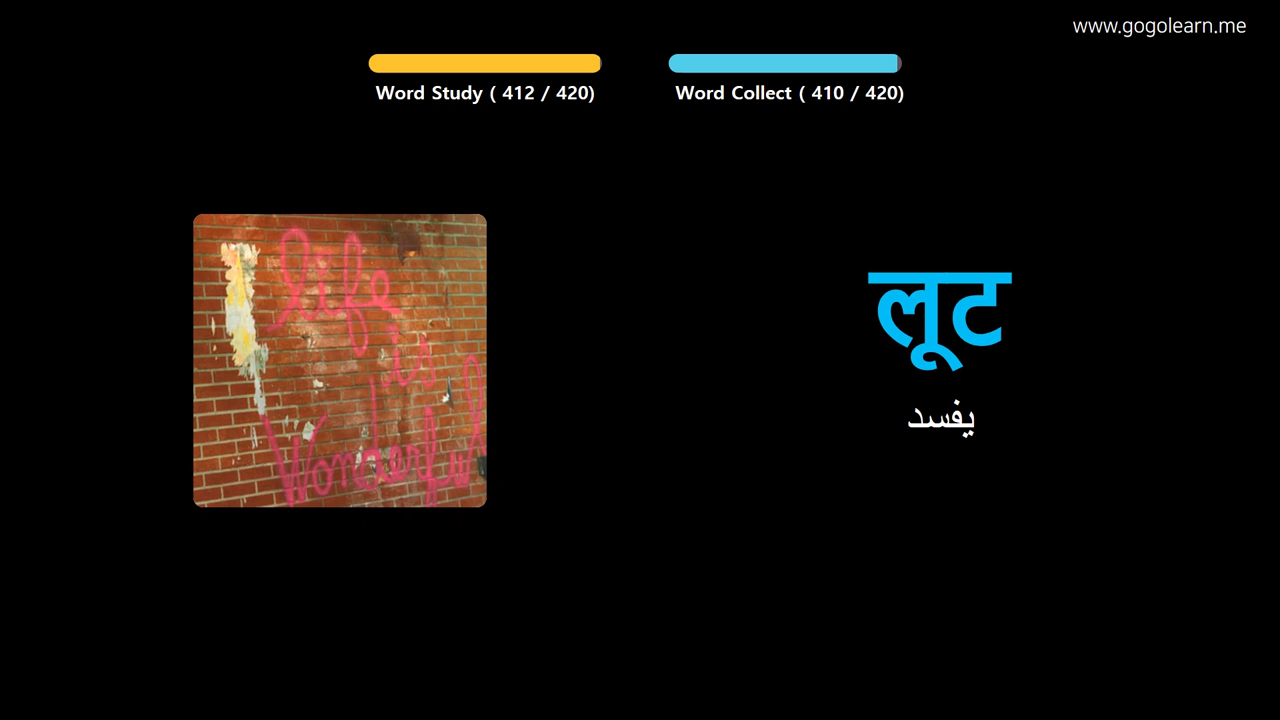 www.gogolearn.me
Word Study ( 412 / 420)
Word Collect ( 410 / 420)
life
is
Wonderful
लूट
يفسد